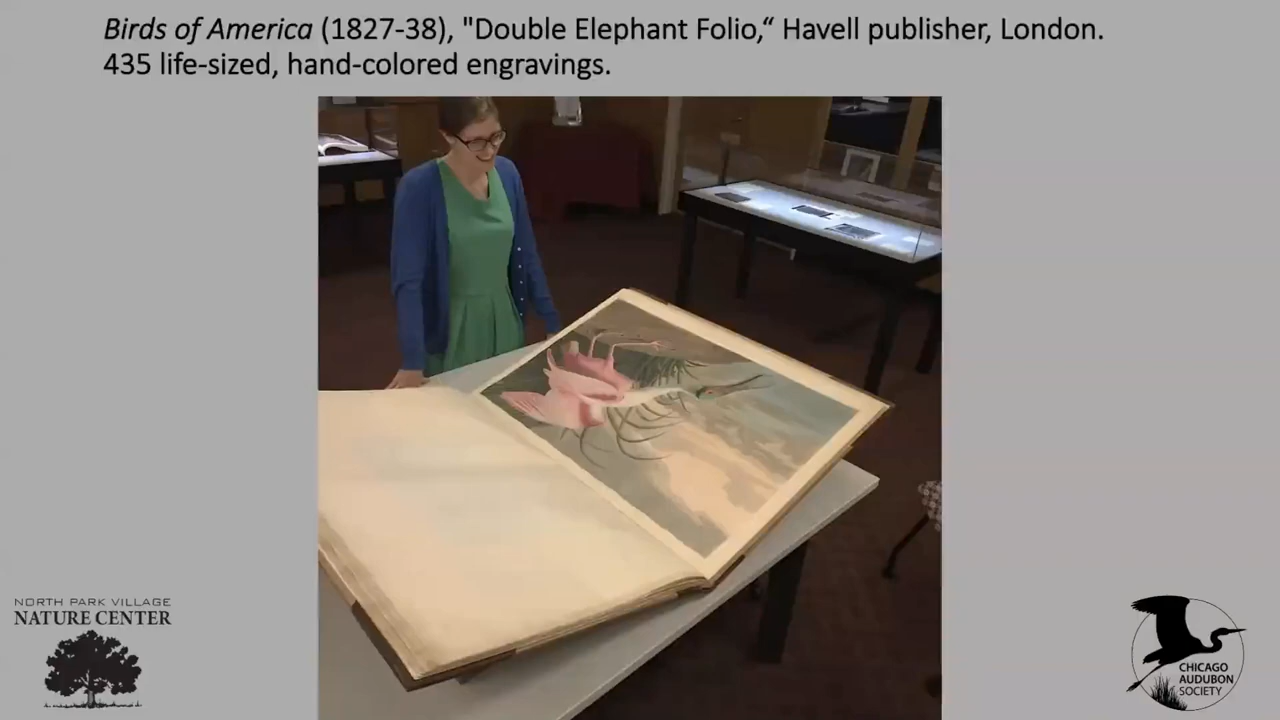 Birds of America (1827-38), "Double Elephant Folio,“ Havell publisher, London.
435 life-sized, hand-colored engravings.
NORTH PARK VILLAGE
NATURE CENTER
CHICAGO
AUDUBON
SOCIETY